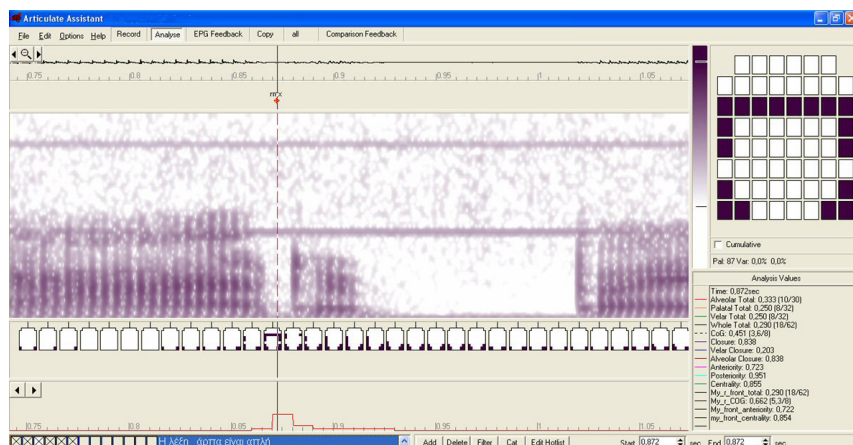 Articulate Assistant
File Edit Options Help Record Analyse EPG Feedback Copy all Comparison Feedback
0.75 0.8 0.85 0.9 0.95 1 1.05
Cumulative
Pal: 87 Var: 0,0% 0,0%
Analysis Values
Time: 0,872sec
Alveolar Total: 0,333 (10/30)
Palatal Total: 0,250 (8/32)
Velar Total: 0,250 (8/32)
Whole Total: 0,290 (18/62)
CoG: 0,451 (3,6/8)
Closure: 0,838
Velar Closure: 0,203
Alveolar Closure: 0,838
Anteriority: 0,723
Posteriority: 0,951
Centrality: 0,855
My_r_front_total: 0,290 (18/62)
My_r_COG: 0,662 (5,3/8)
My_front_anteriority: 0,722
my_front_centrality: 0,854
0.75 0.8 0.85 0.9 0.95 1 1.05
Η λέξη άρπα είναι απλή
Add Delete Filter Cat Edit Hotlist Start 0,872 sec End 0,872 sec